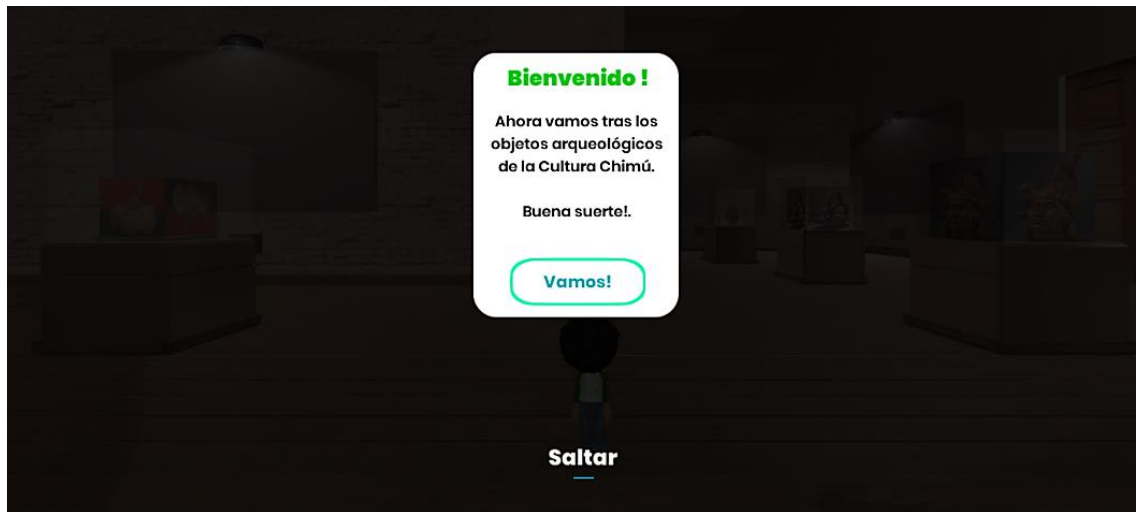 Bienvenido !
Ahora vamos tras los
objetos arqueológicos
de la Cultura Chimú.
Buena suerte!.
Vamos!
Saltar